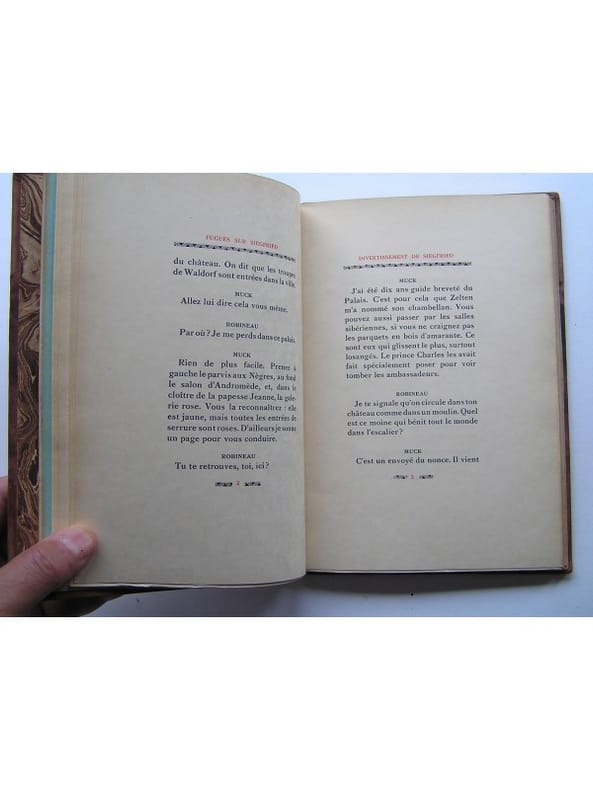 FUGUES SUR SIEGFRIED
du château. On dit que les troupes
de Waldorf sont entrées dans la ville.
MUCK
Allez lui dire cela vous même.
ROBINEAU
Par où? Je me perds dans ce palais.
MUCK
Rien de plus facile. Prenez à
gauche le parvis aux Nègres, au fond
le salon d'Andromède, et, dans le
cloître de la papesse Jeanne, la gale-
rie rose. Vous la reconnaîtrez : elle
est jaune, mais toutes les entrées de
serrure sont roses. D'ailleurs je sonne
un page pour vous conduire.
ROBINEAU
Tu te retrouves, toi, ici?
2
DIVERTISSEMENT DE SIEGFRIED
MUCK
J'ai été dix ans guide breveté du
Palais. C'est pour cela que Zelten
m'a nommé son chambellan. Vous
pouvez aussi passer par les salles
sibériennes, si vous ne craignez pas
les parquets en bois d'amarante. Ce
sont eux qui glissent le plus, surtout
losangés. Le prince Charles les avait
fait spécialement poser pour voir
tomber les ambassadeurs.
ROBINEAU
Je te signale qu'on circule dans ton
château comme dans un moulin. Quel
est ce moine qui bénit tout le monde
dans l'escalier?
MUCK
C'est un envoyé du nonce. Il vient
3